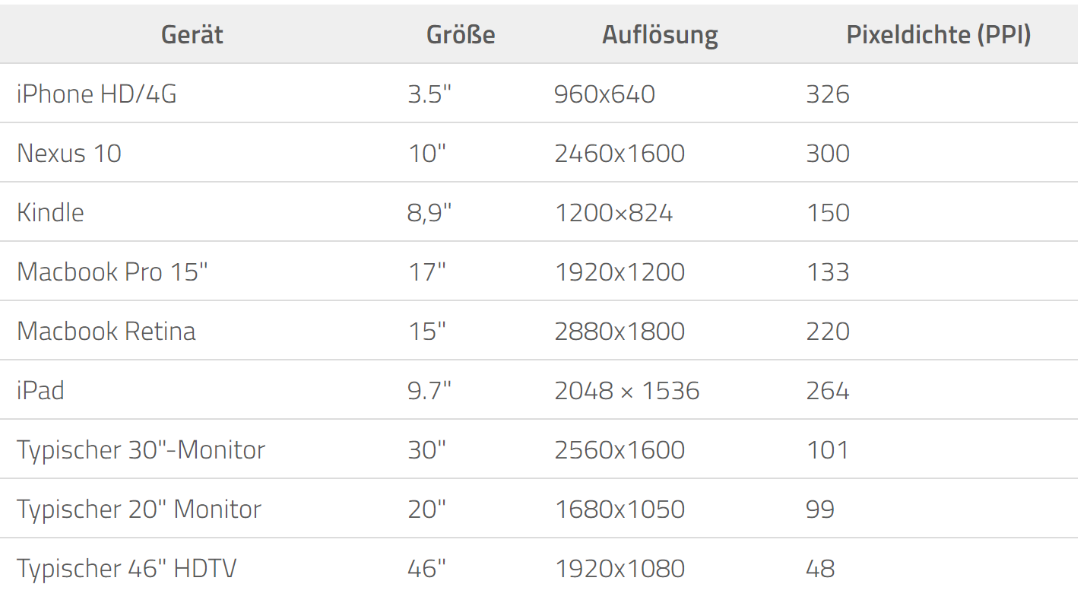 Gerät Größe Auflösung Pixeldichte (PPI)
iPhone HD/4G 3.5" 960x640 326
Nexus 10 10" 2460x1600 300
Kindle 8,9" 1200×824 150
Macbook Pro 15" 17" 1920x1200 133
Macbook Retina 15" 2880x1800 220
iPad 9.7" 2048 × 1536 264
Typischer 30"-Monitor 30" 2560x1600 101
Typischer 20" Monitor 20" 1680x1050 99
Typischer 46" HDTV 46" 1920x1080 48